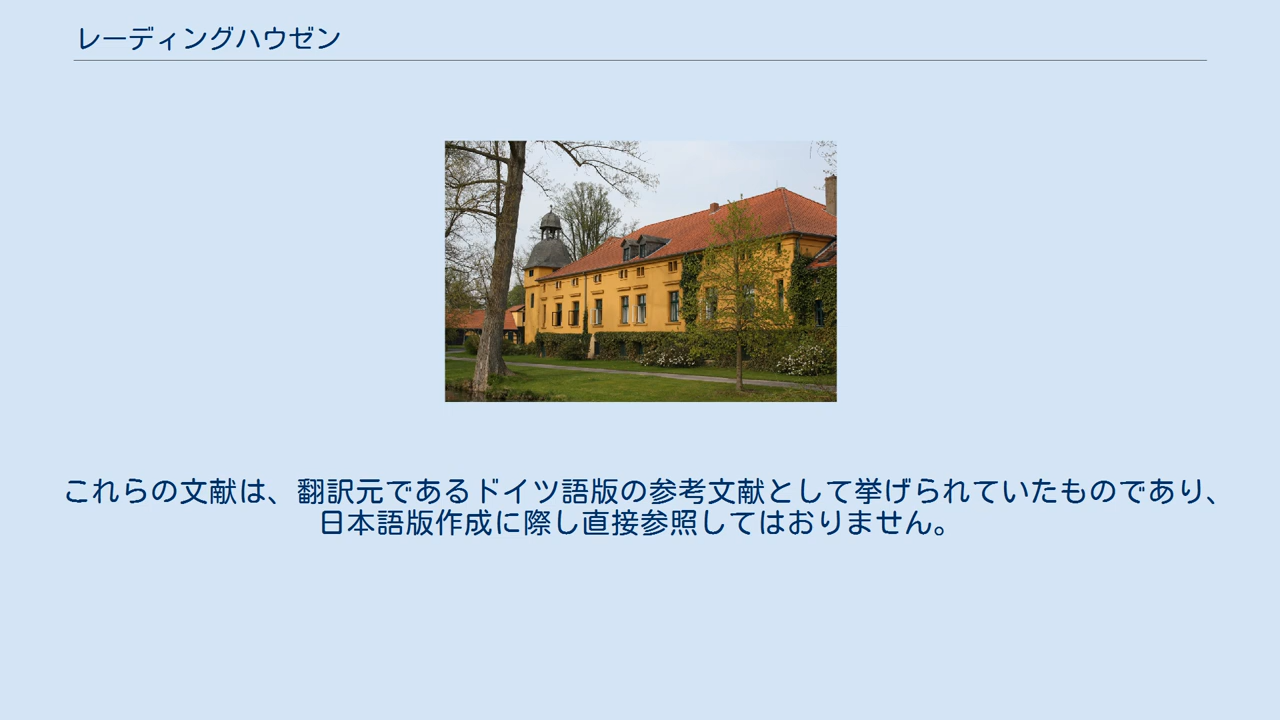 レーディングハウゼン
これらの文献は、翻訳元であるドイツ語版の参考文献として挙げられていたものであり、
日本語版作成に際し直接参照してはおりません。